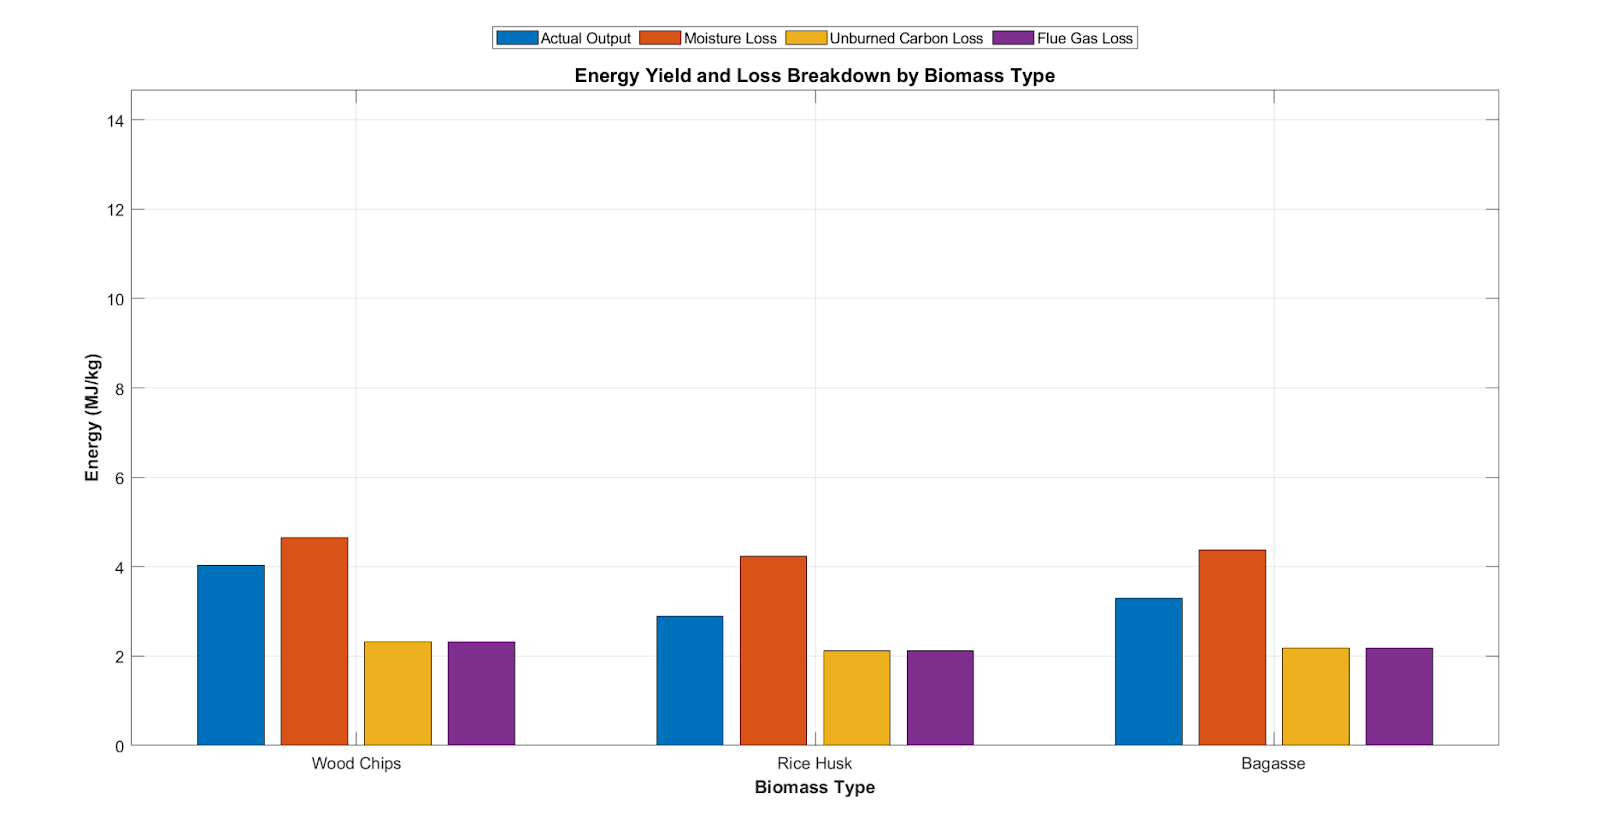 Actual Output Moisture Loss Unburned Carbon Loss Flue Gas Loss
Energy Yield and Loss Breakdown by Biomass Type
14
12
10
8
6
4
2
0
Energy (MJ/kg)
Wood Chips Rice Husk Bagasse
Biomass Type